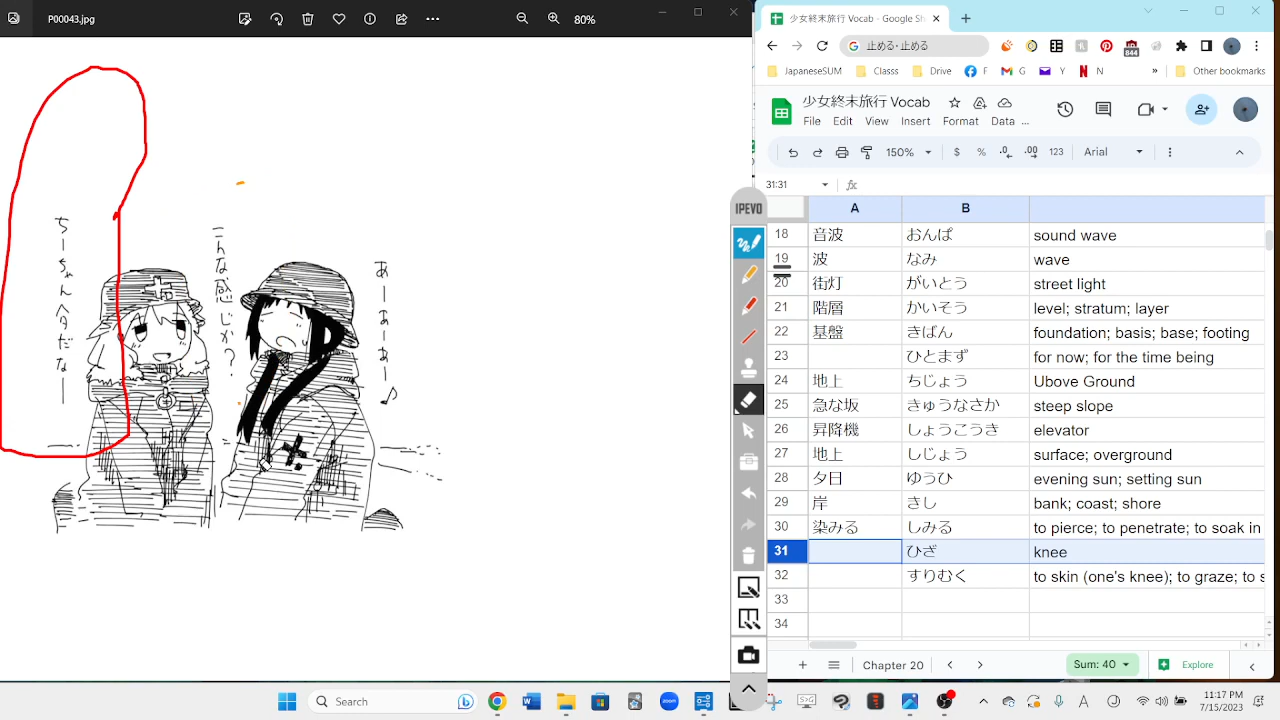 P00043.jpg
80%
あーあーあー♪
こんな感じか?
ちーちゃんヘタだなー
IPEVO
少女終末旅行 Vocab - Google Sh
止める・止める
844
JapaneseSUM
Classs
Drive
F
M G
Y
N
»
Other bookmarks
少女終末旅行 Vocab
File
Edit
View
Insert
Format
Data
...
150%
$
%
.0
.00
123
Arial
31:31
fx
A
B
18 音波 おんぱ sound wave
19 波 なみ wave
20 街灯 がいとう street light
21 階層 かいそう level; stratum; layer
22 基盤 きばん foundation; basis; base; footing
23 ひとまず for now; for the time being
24 地上 ちじょう Ubove Ground
25 急な坂 きゅうなさか steep slope
26 昇降機 しょうこうき elevator
27 地上 しじょう surface; overground
28 夕日 ゆうひ evening sun; setting sun
29 岸 きし bank; coast; shore
30 染みる しみる to pierce; to penetrate; to soak in
31 ひざ knee
32 すりむく to skin (one's knee); to graze; to s
33
34
Chapter 20
Sum: 40
Explore
Search
zoom
11:17 PM
7/15/2023